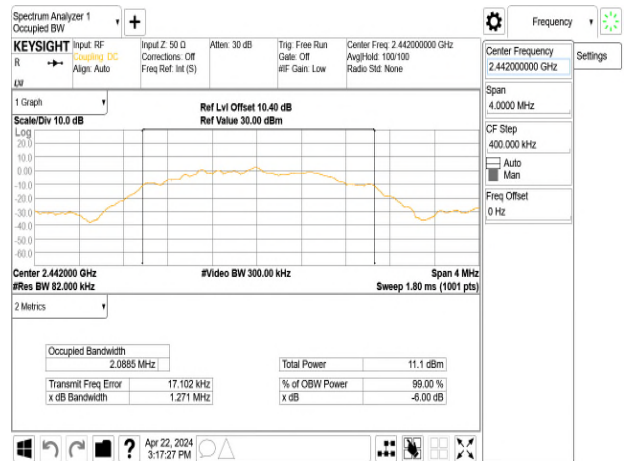 Spectrum Analyzer 1
Occupied BW
Frequency
KEYSIGHT
R
Input: RF
Coupling: DC
Align: Auto
Input Z: 50 Ω
Corrections: Off
Freq Ref: Int (S)
Atten: 30 dB
Trig: Free Run
Gate: Off
#IF Gain: Low
Center Freq: 2.442000000 GHz
Avg|Hold: 100/100
Radio Std: None
Center Frequency
2.442000000 GHz
Settings
Span
4.0000 MHz
CF Step
400.000 kHz
Auto
Man
Freq Offset
0 Hz
1 Graph
Scale/Div 10.0 dB
Ref Lvl Offset 10.40 dB
Ref Value 30.00 dBm
Log
20.0
10.0
0.00
-10.0
-20.0
-30.0
-40.0
-50.0
-60.0
Center 2.442000 GHz
#Res BW 82.000 kHz
#Video BW 300.00 kHz
Span 4 MHz
Sweep 1.80 ms (1001 pts)
2 Metrics
Occupied Bandwidth
2.0885 MHz
Total Power 11.1 dBm
Transmit Freq Error 17.102 kHz
% of OBW Power 99.00 %
x dB Bandwidth 1.271 MHz
x dB -6.00 dB
?
Apr 22, 2024
3:17:27 PM